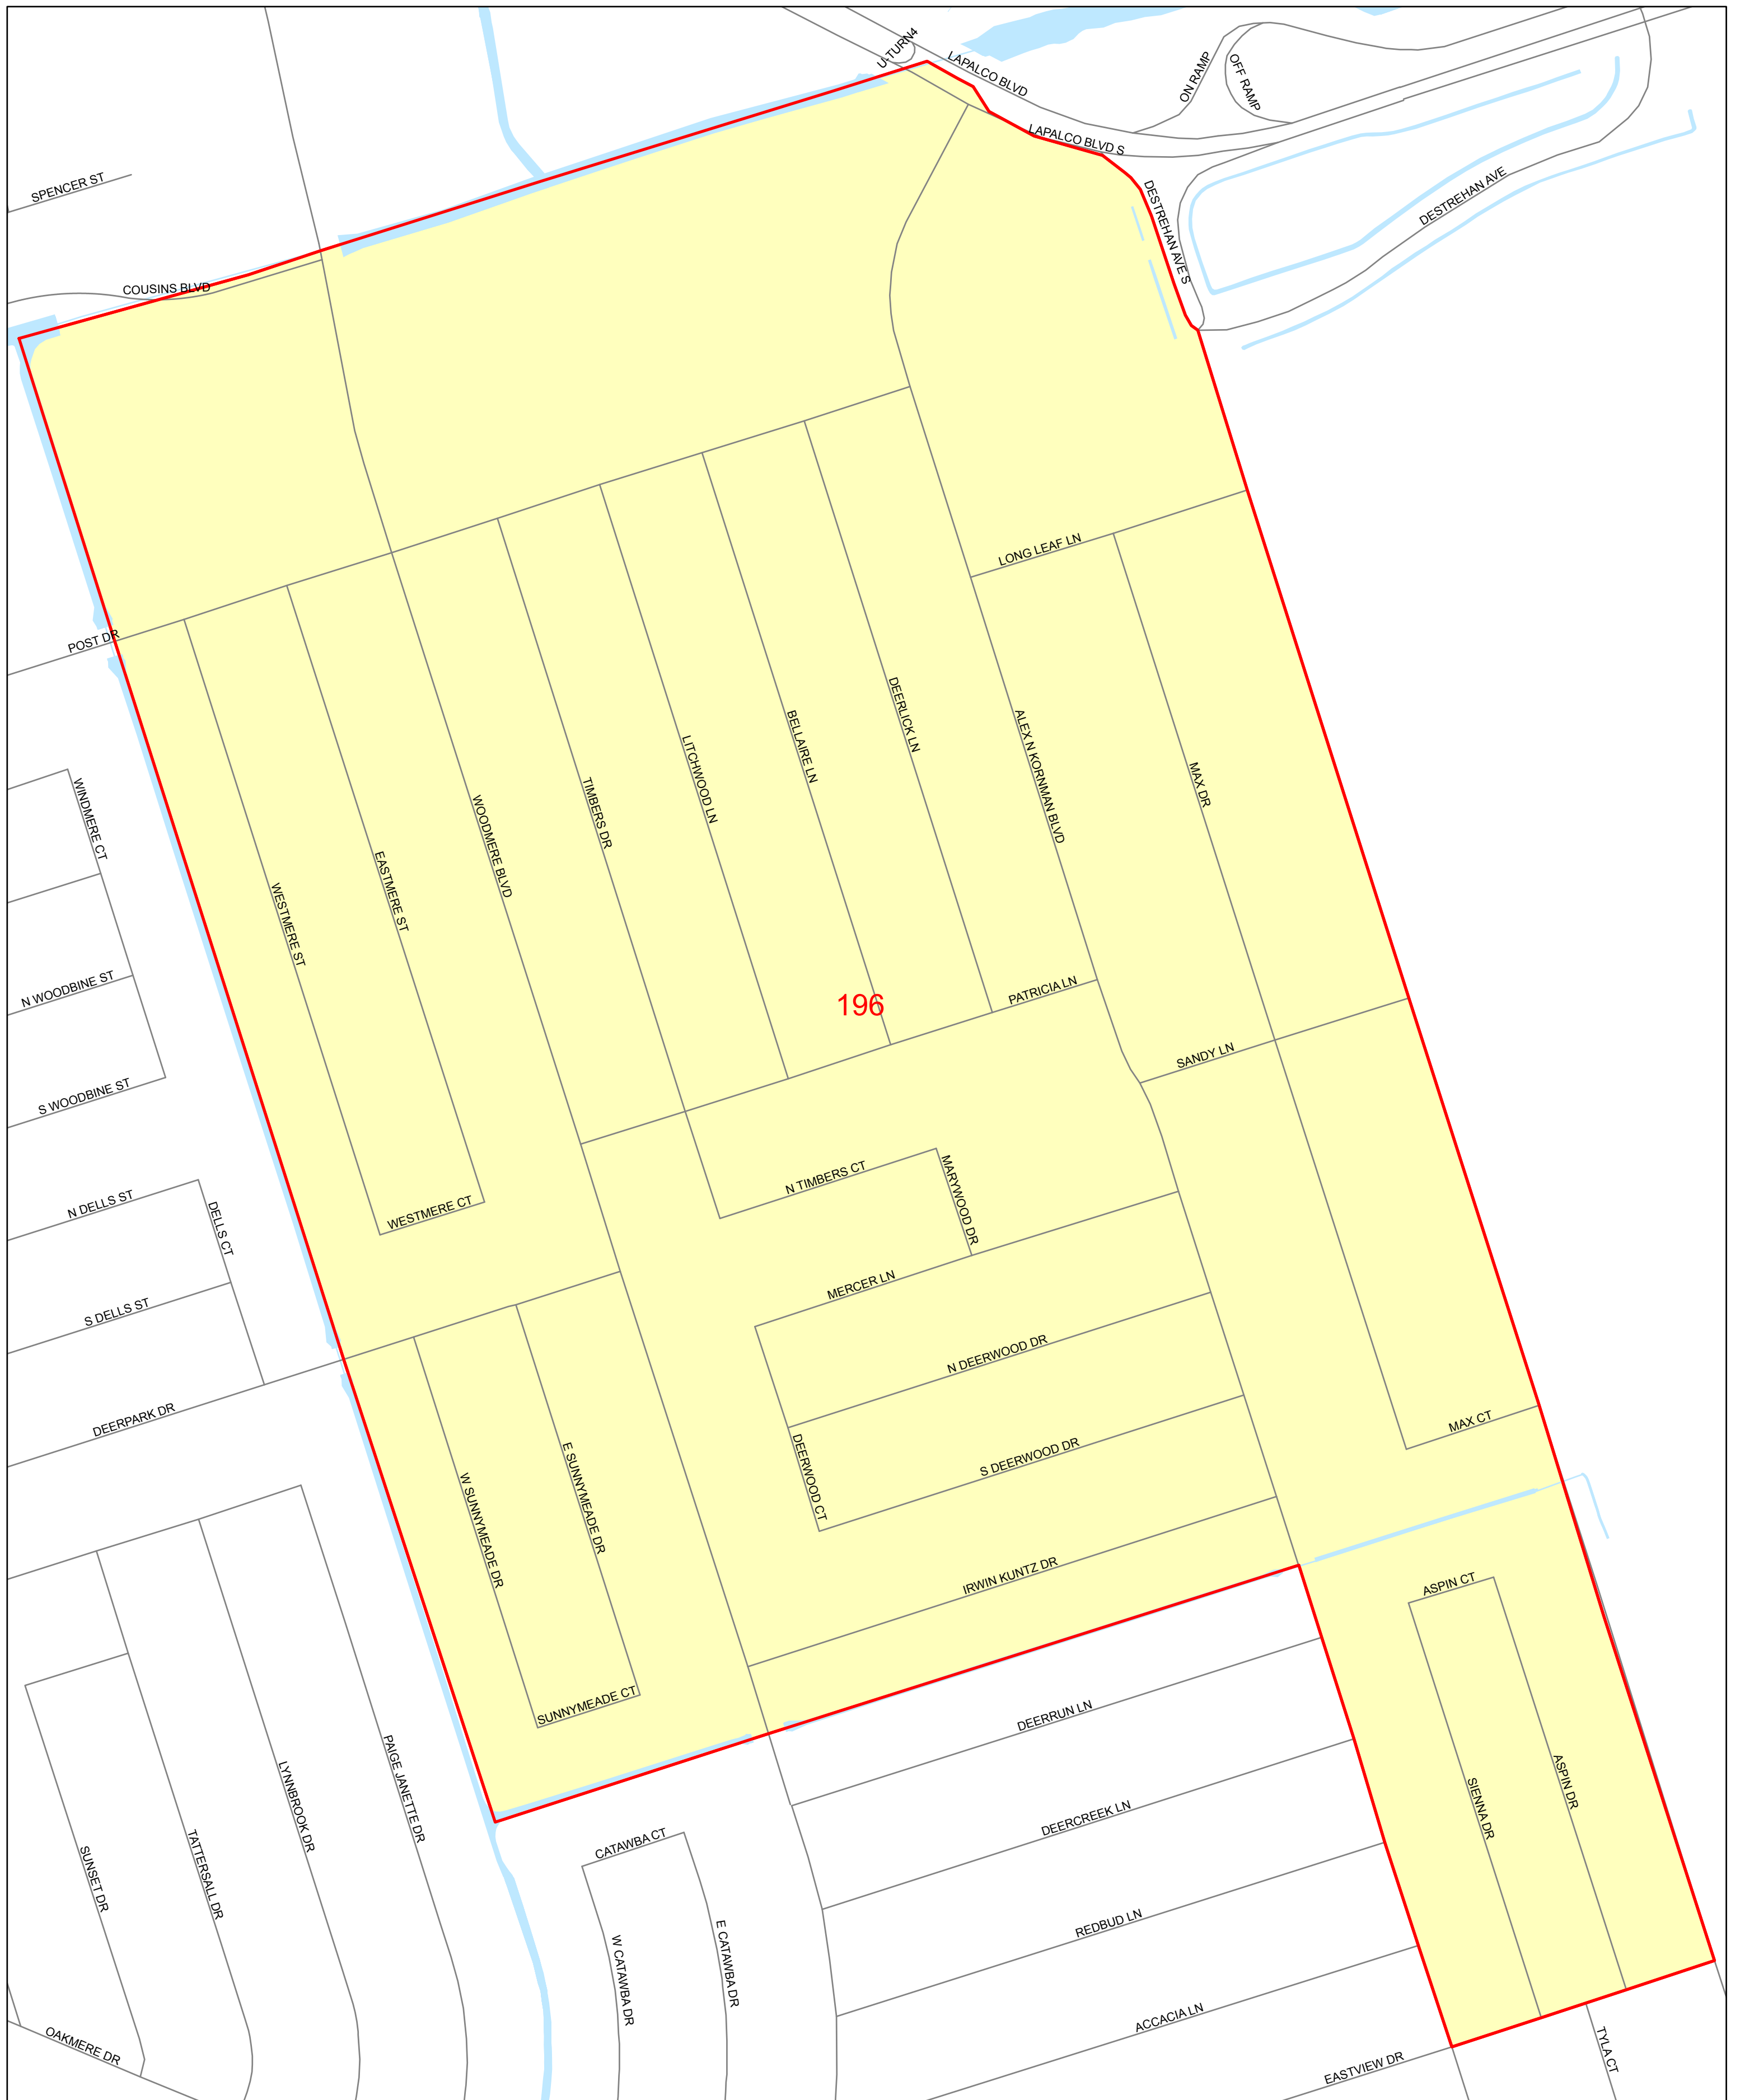 U-TURN4
LAPALCO BLVD
ON RAMP
OFF RAMP
LAPALCO BLVD S
SPENCER ST
DESTREHAN AVE
DESTREHAN AVE S
COUSINS BLVD
LONG LEAF LN
POST DR
DEERLICK LN
BELLAIRE LN
ALEX N KORNMAN BLVD
LITCHWOOD LN
MAX DR
WINDMERE CT
TIMBERS DR
WOODMERE BLVD
EASTMERE ST
WESTMERE ST
N WOODBINE ST
196
PATRICIA LN
SANDY LN
S WOODBINE ST
N TIMBERS CT
MARYWOOD DR
N DELLS ST
DELLS CT
WESTMERE CT
MERCER LN
S DELLS ST
N DEERWOOD DR
DEERPARK DR
MAX CT
S DEERWOOD DR
DEERWOOD CT
E SUNNYMEADE DR
W SUNNYMEADE DR
IRWIN KUNTZ DR
ASPIN CT
SUNNYMEADE CT
DEERRUN LN
PAIGE JANETTE DR
LYNNBROOK DR
ASPIN DR
SIENNA DR
DEERCREEK LN
CATAWBA CT
SUNSET DR
TATTERSALL DR
REDBUD LN
E CATAWBA DR
W CATAWBA DR
ACCACIA LN
OAKMERE DR
EASTVIEW DR
TYLA CT